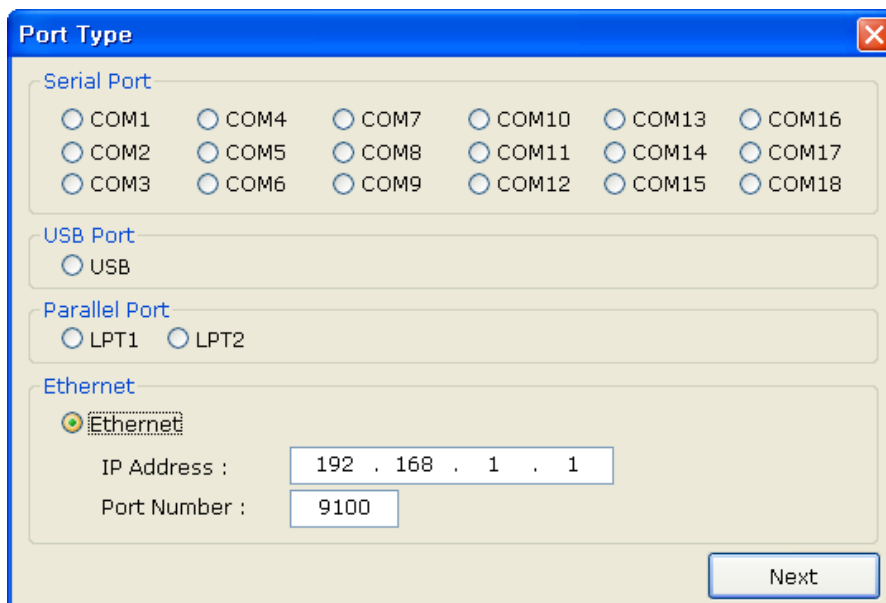 Port Type
Serial Port
COM1 COM4 COM7 COM10 COM13 COM16
COM2 COM5 COM8 COM11 COM14 COM17
COM3 COM6 COM9 COM12 COM15 COM18
USB Port
USB
Parallel Port
LPT1 LPT2
Ethernet
Ethernet
IP Address : 192 . 168 . 1 . 1
Port Number : 9100
Next